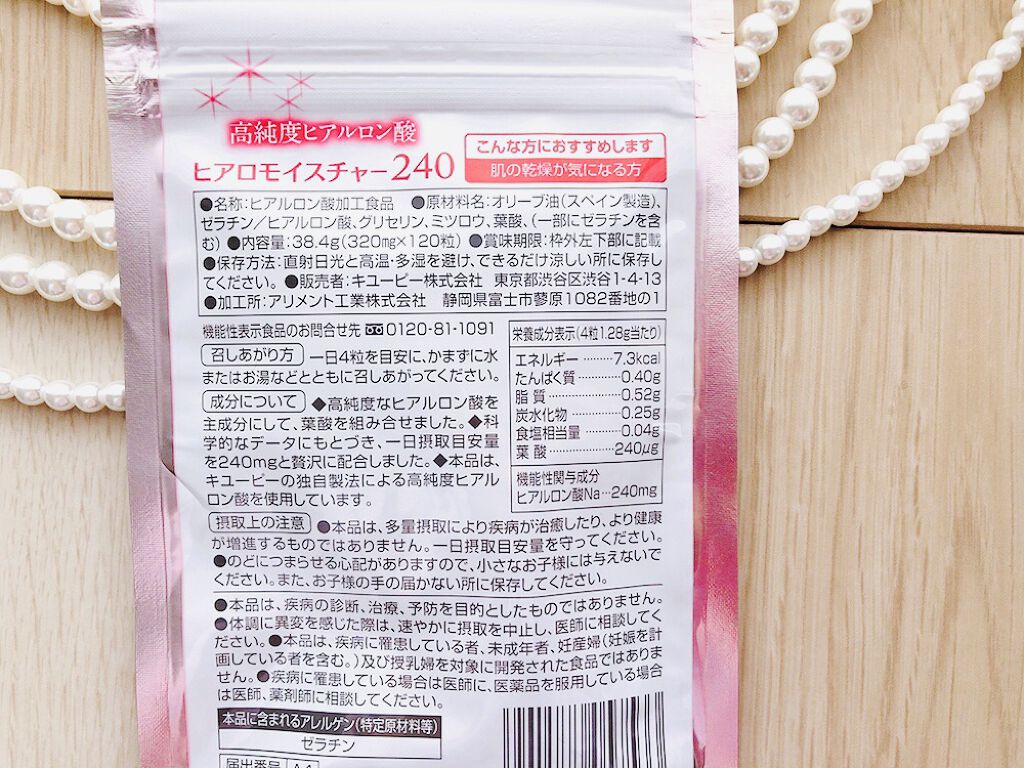 高純度ヒアルロン酸
ヒアロモイスチャー240
こんな方におすすめします
肌の乾燥が気になる方
●名称:ヒアルロン酸加工食品 ●原材料名:オリーブ油(スペイン製造)、
ゼラチン/ヒアルロン酸、グリセリン、ミツロウ、葉酸、(一部にゼラチンを含
む) ●内容量:38.4g(320mg×120粒) ●賞味期限:枠外左下部に記載
●保存方法:直射日光と高温・多湿を避け、できるだけ涼しい所に保存し
てください。 ●販売者:キユーピー株式会社 東京都渋谷区渋谷1-4-13
●加工所:アリメント工業株式会社 静岡県富士市蓼原1082番地の1
機能性表示食品のお問合せ先 0120-81-1091
召しあがり方 一日4粒を目安に、かまずに水
またはお湯などとともに召しあがってください。
成分について ◆高純度なヒアルロン酸を
主成分にして、葉酸を組み合せました。◆科
学的なデータにもとづき、一日摂取目安量
を240mgと贅沢に配合しました。◆本品は、
キユーピーの独自製法による高純度ヒアル
ロン酸を使用しています。
栄養成分表示(4粒1.28g当たり)
エネルギー………7.3kcal
たんぱく質…………0.40g
脂質…………………0.52g
炭水化物……………0.25g
食塩相当量…………0.04g
葉酸…………………240μg
機能性関与成分
ヒアルロン酸Na…240mg
摂取上の注意 ●本品は、多量摂取により疾病が治癒したり、より健康
が増進するものではありません。一日摂取目安量を守ってください。
●のどにつまらせる心配がありますので、小さなお子様には与えないで
ください。また、お子様の手の届かない所に保存してください。
●本品は、疾病の診断、治療、予防を目的としたものではありません。
●体調に異変を感じた際は、速やかに摂取を中止し、医師に相談してく
ださい。●本品は、疾病に罹患している者、未成年者、妊産婦(妊娠を計
画している者を含む。)及び授乳婦を対象に開発された食品ではありま
せん。●疾病に罹患している場合は医師に、医薬品を服用している場合
は医師、薬剤師に相談してください。
本品に含まれるアレルゲン(特定原材料等)
ゼラチン
届出番号 A4